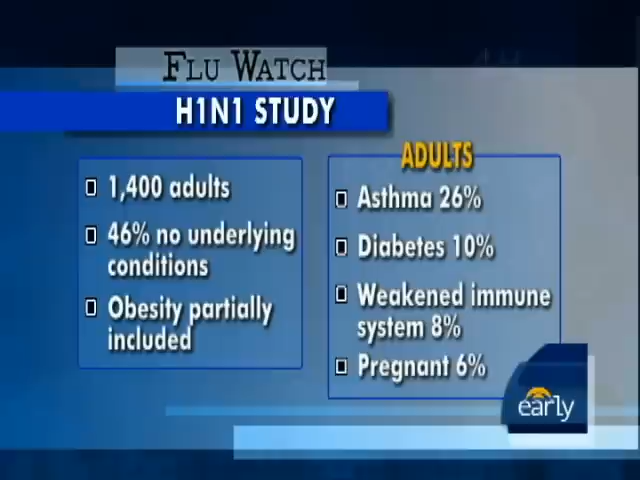 FLU WATCH
H1N1 STUDY
1,400 adults
46% no underlying
conditions
Obesity partially
included
ADULTS
Asthma 26%
Diabetes 10%
Weakened immune
system 8%
Pregnant 6%
early